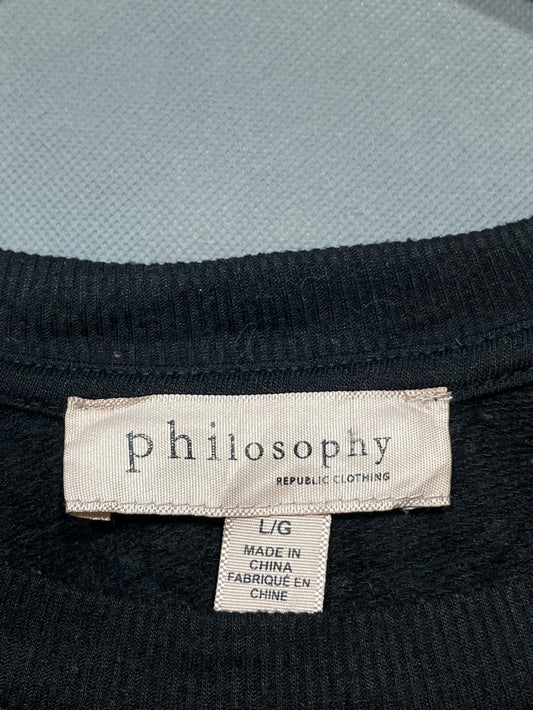 philosophy
REPUBLIC CLOTHING
L/G
MADE IN
CHINA
FABRIQUÉ EN
CHINE